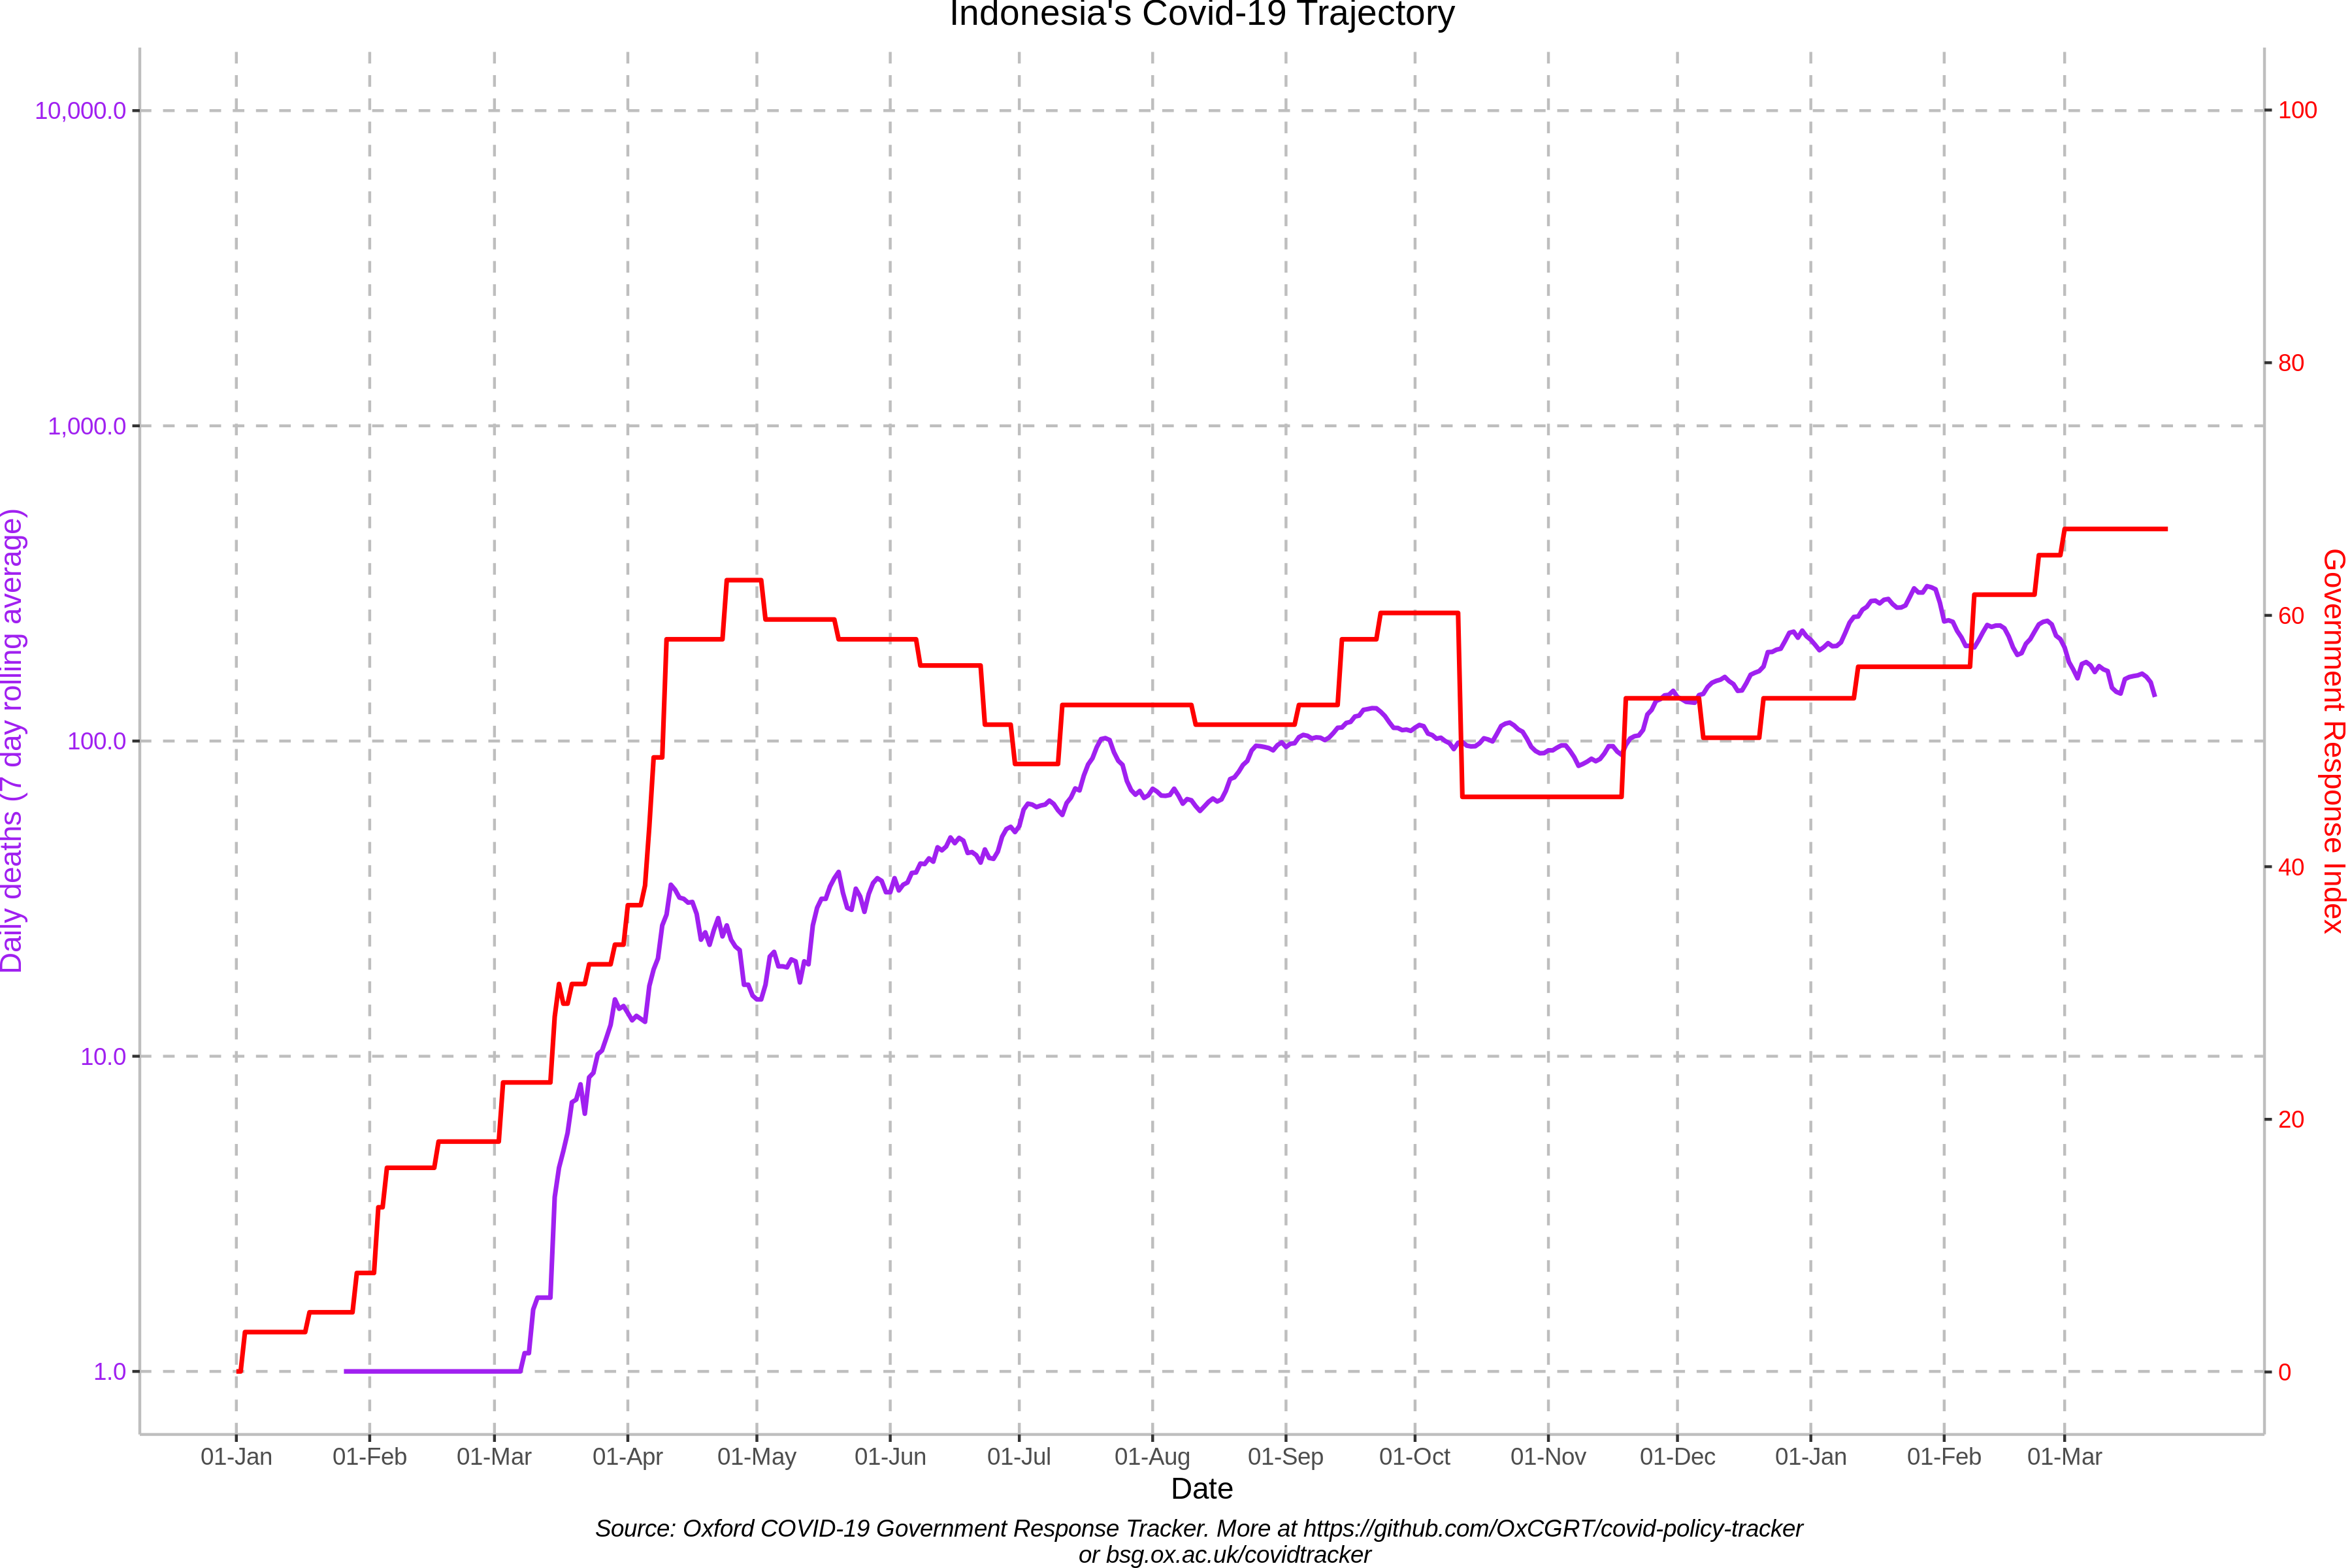 Indonesia's Covid-19 Trajectory
10,000.0
1,000.0
100.0
10.0
1.0
Daily deaths (7 day rolling average)
100
80
60
40
20
0
Government Response Index
01-Jan 01-Feb 01-Mar 01-Apr 01-May 01-Jun 01-Jul 01-Aug 01-Sep 01-Oct 01-Nov 01-Dec 01-Jan 01-Feb 01-Mar
Date
Source: Oxford COVID-19 Government Response Tracker. More at https://github.com/OxCGRT/covid-policy-tracker
or bsg.ox.ac.uk/covidtracker